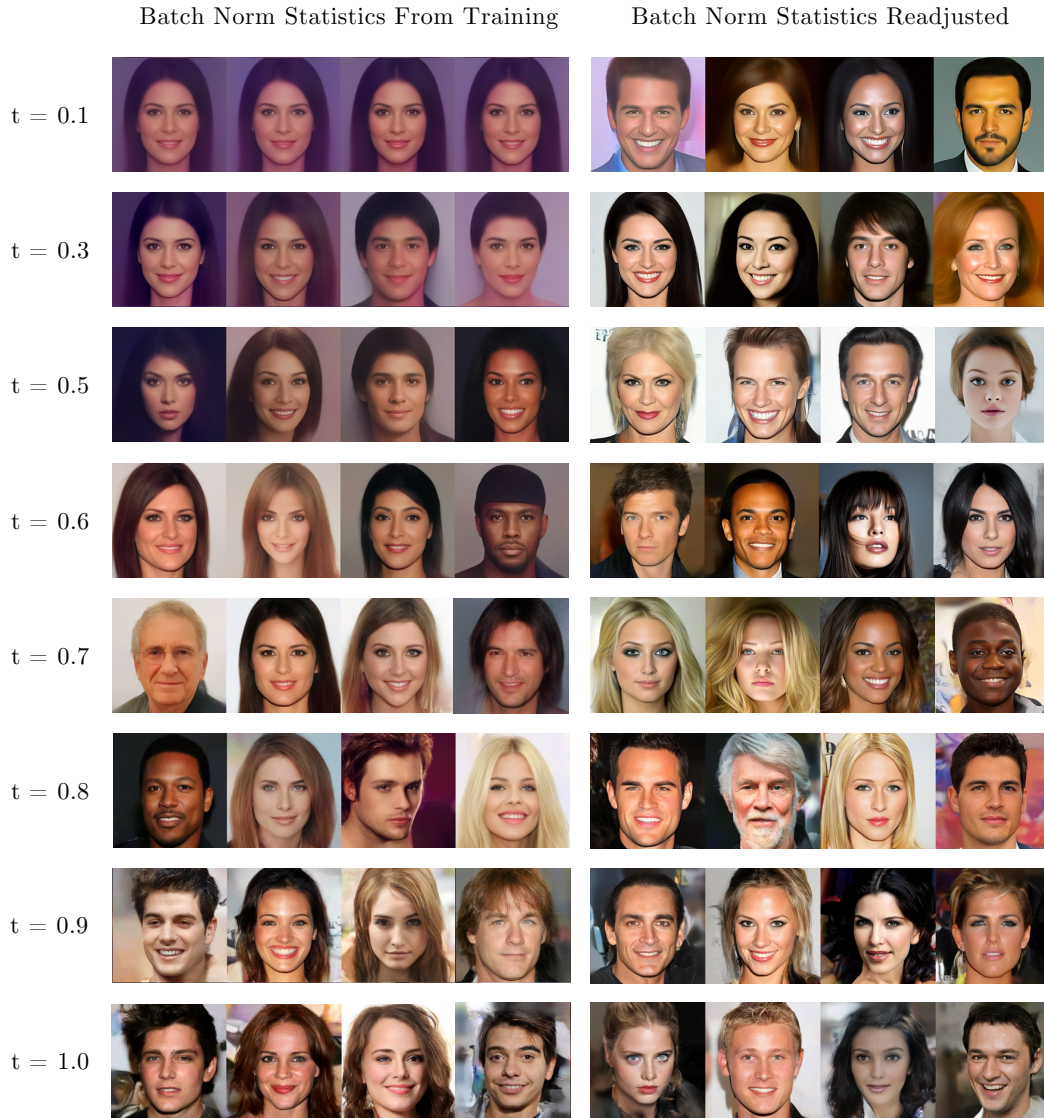 Batch Norm Statistics From Training
Batch Norm Statistics Readjusted
t = 0.1
t = 0.3
t = 0.5
t = 0.6
t = 0.7
t = 0.8
t = 0.9
t = 1.0